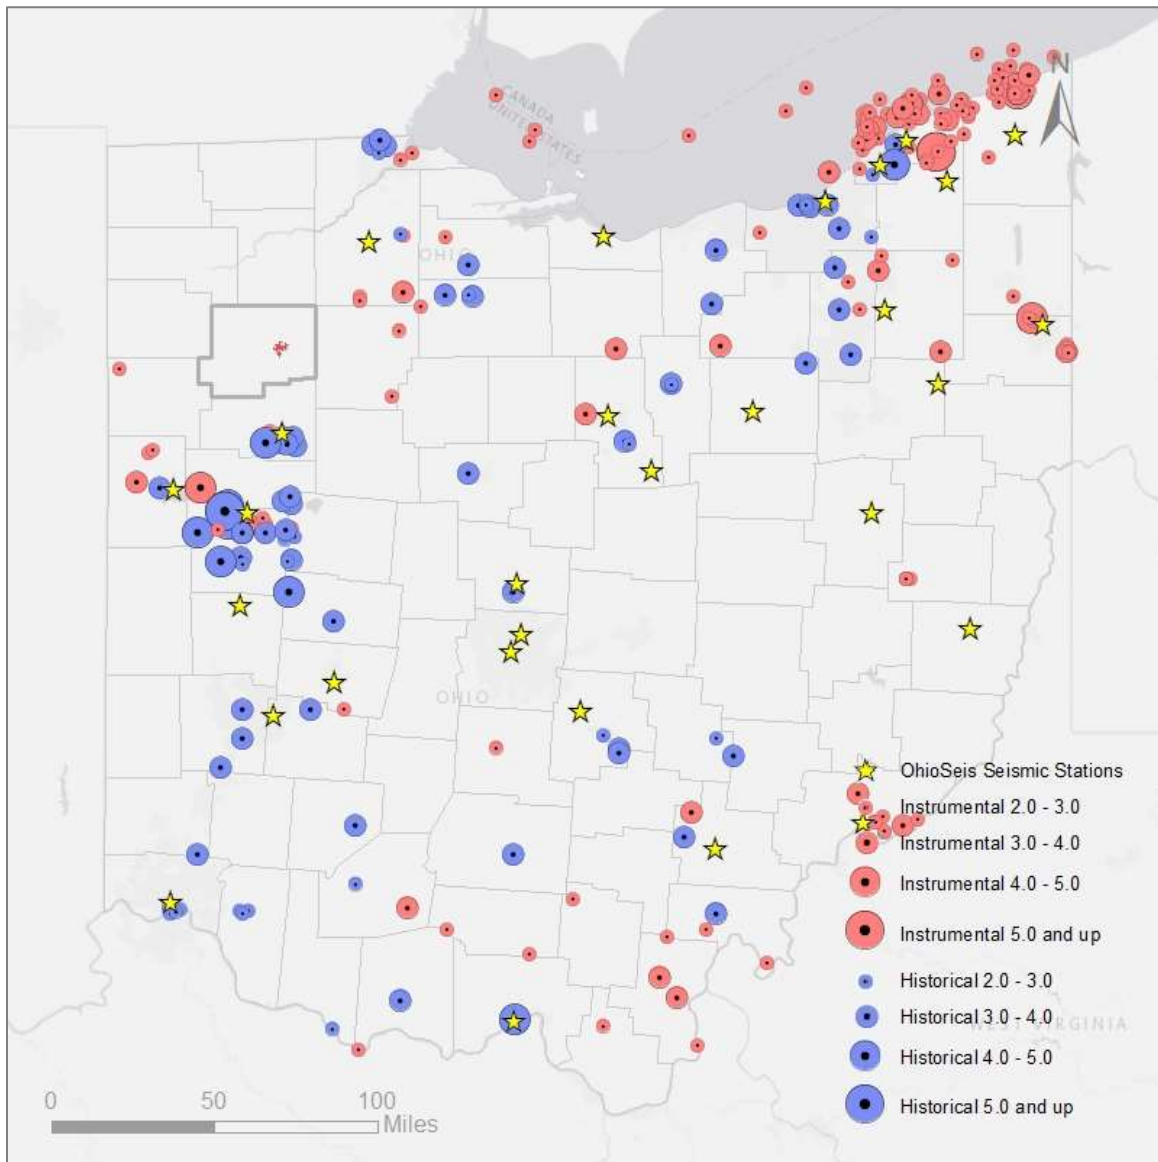 N
CANADA
UNITED STATES
OHIO
OHIO
OhioSeis Seismic Stations
Instrumental 2.0 - 3.0
Instrumental 3.0 - 4.0
Instrumental 4.0 - 5.0
Instrumental 5.0 and up
Historical 2.0 - 3.0
Historical 3.0 - 4.0
WEST VIRGINIA
Historical 4.0 - 5.0
Historical 5.0 and up
0 50 100
Miles